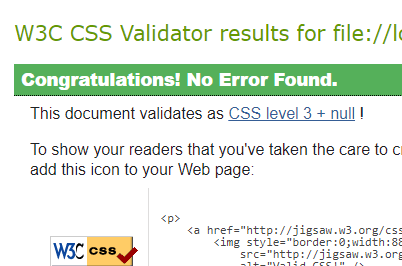 W3C CSS Validator results for file://lo
Congratulations! No Error Found.
This document validates as CSS level 3 + null !
To show your readers that you've taken the care to c
add this icon to your Web page:
<p>
<a href="http://jigsaw.w3.org/css
<img style="border:0;width:88
src="http://jigsaw.w3.org/
alt="Valid CSS!" />
W3C css